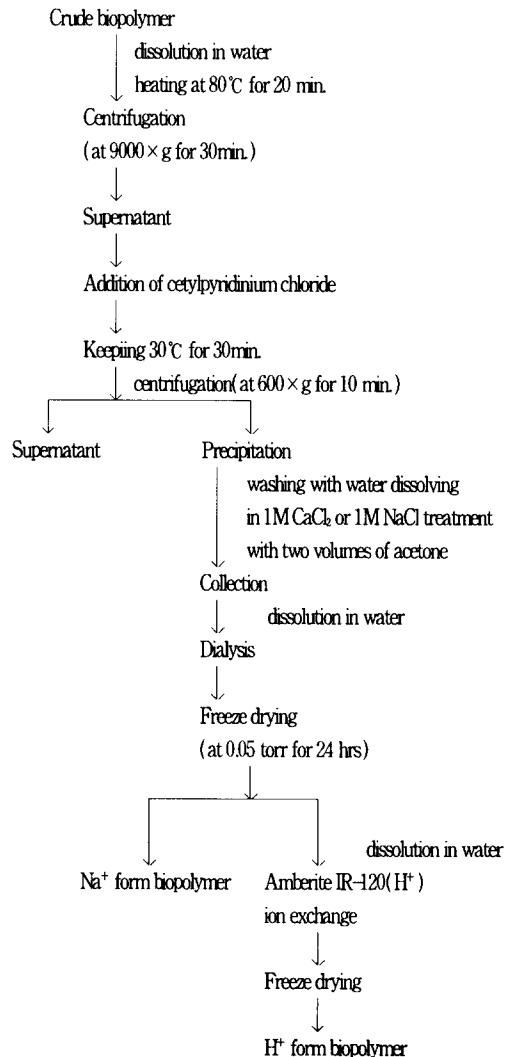 Crude biopolymer
dissolution in water
heating at 80℃ for 20 min.
Centrifugation
(at 9000×g for 30min.)
Supernatant
Addition of cetylpyridinium chloride
Keepiing 30℃ for 30min.
centrifugation(at 600×g for 10 min.)
Supernatant
Precipitation
washing with water dissolving
in 1M CaCl₂ or 1M NaCl treatment
with two volumes of acetone
Collection
dissolution in water
Dialysis
Freeze drying
(at 0.05 torr for 24 hrs)
Na⁺ form biopolymer
dissolution in water
Amberite IR-120(H⁺)
ion exchange
Freeze drying
H⁺ form biopolymer